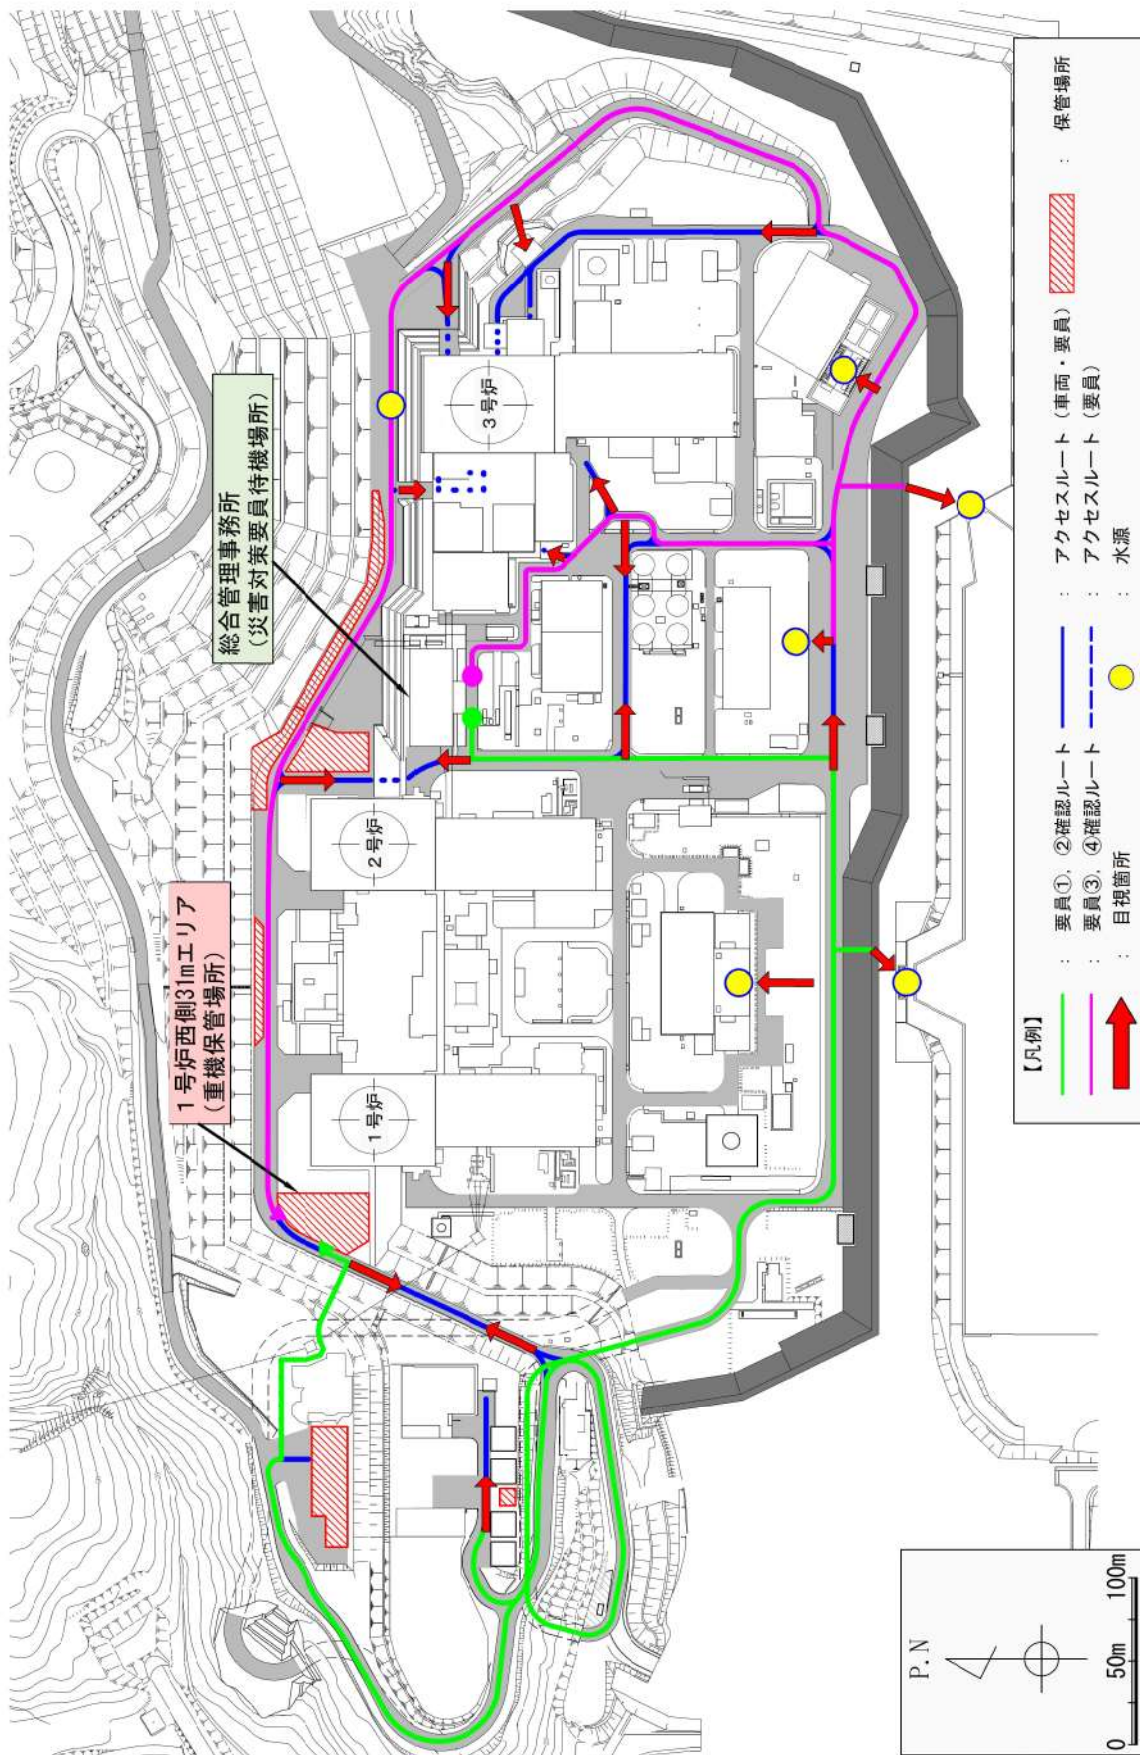 総合管理事務所
（災害対策要員待機場所）
１号炉西側31mエリア
（重機保管場所）
１号炉
２号炉
３号炉
【凡例】
： 要員①，②確認ルート
： 要員③，④確認ルート
： 目視箇所
： アクセスルート（車両・要員）
： アクセスルート（要員）
： 水源
： 保管場所
P.N
0 50m 100m